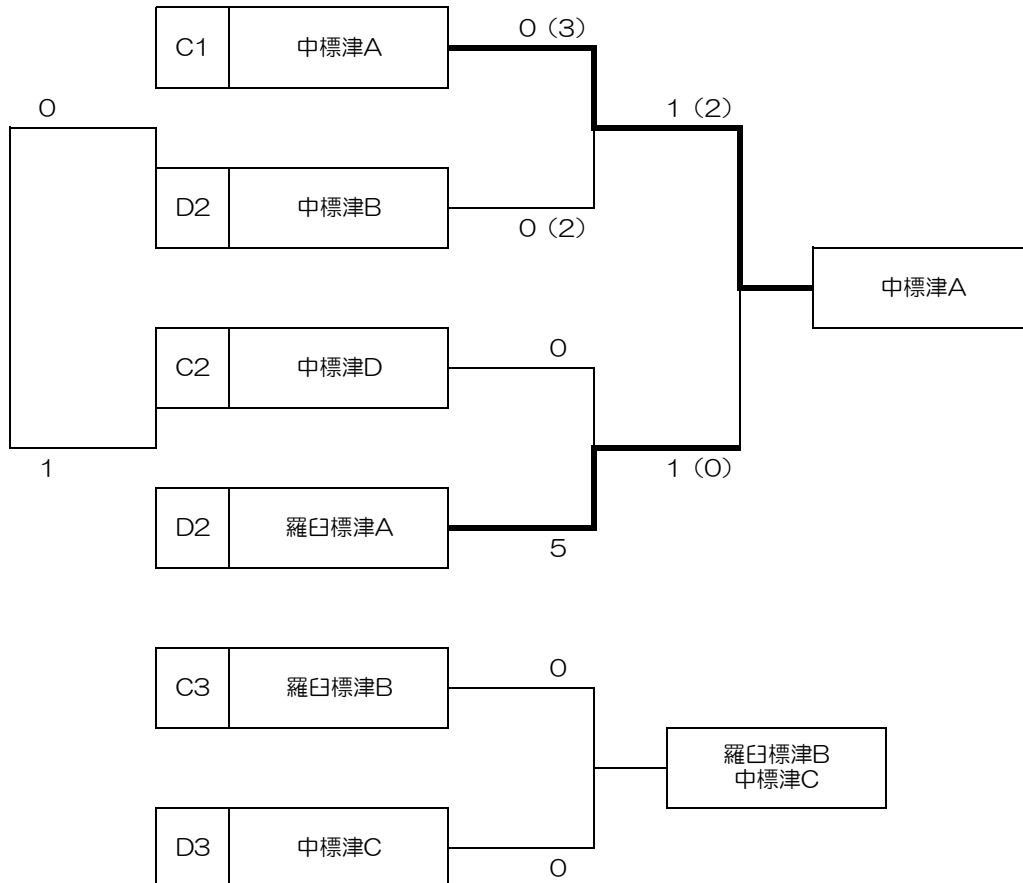 C1 中標津A
0（3）
0
1（2）
D2 中標津B
0（2）
中標津A
C2 中標津D
0
1
1（0）
D2 羅臼標津A
5
C3 羅臼標津B
0
羅臼標津B
中標津C
D3 中標津C
0